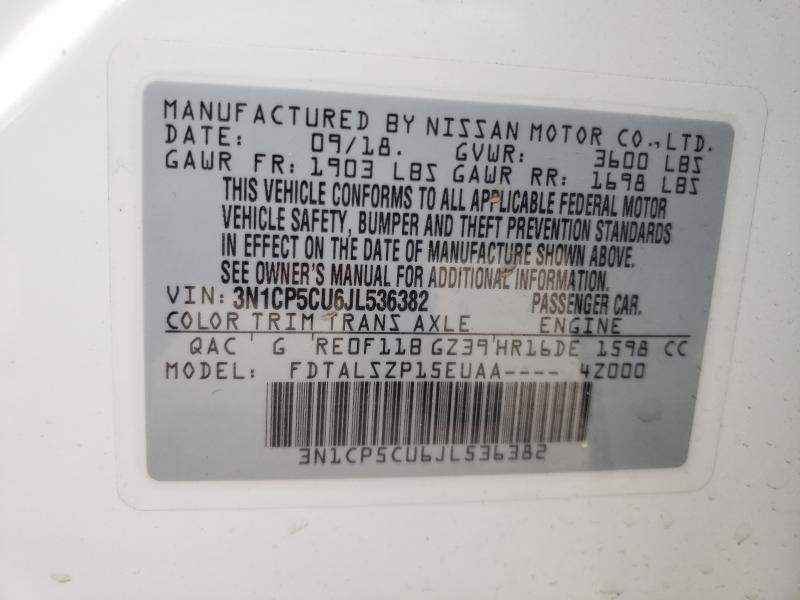 MANUFACTURED BY NISSAN MOTOR CO.,LTD.
DATE: 09/18. GVWR: 3600 LBS
GAWR FR: 1903 LBS GAWR RR: 1698 LBS
THIS VEHICLE CONFORMS TO ALL APPLICABLE FEDERAL MOTOR
VEHICLE SAFETY, BUMPER AND THEFT PREVENTION STANDARDS
IN EFFECT ON THE DATE OF MANUFACTURE SHOWN ABOVE.
SEE OWNER'S MANUAL FOR ADDITIONAL INFORMATION.
VIN: 3N1CP5CU6JL536382 PASSENGER CAR.
COLOR TRIM TRANS AXLE ENGINE
QAC G RE0F11B GZ39 HR16DE 1598 CC
MODEL: FDTALSZP15EUAA---- 4Z000
3N1CP5CU6JL536382